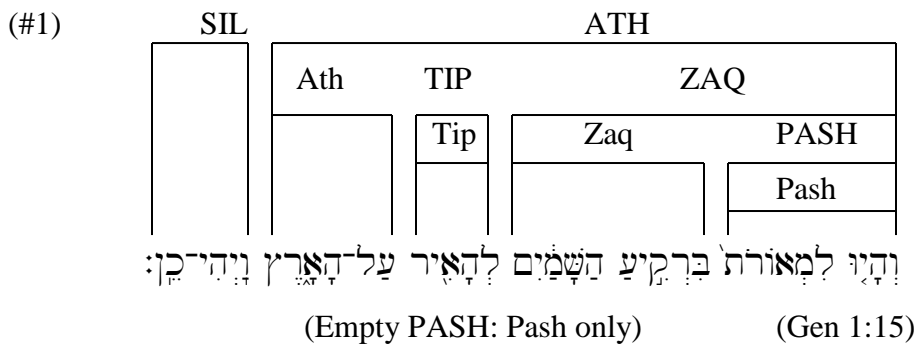 (#1) SIL ATH
Ath TIP ZAQ
Tip Zaq PASH
Pash
וְהָי֤וּ לִמְאוֹרֹת֙ בִּרְקִ֣יעַ הַשָּׁמַ֔יִם לְהָאִ֖יר עַל־הָאָ֑רֶץ וַֽיְהִי־כֵֽן׃
(Empty PASH: Pash only) (Gen 1:15)